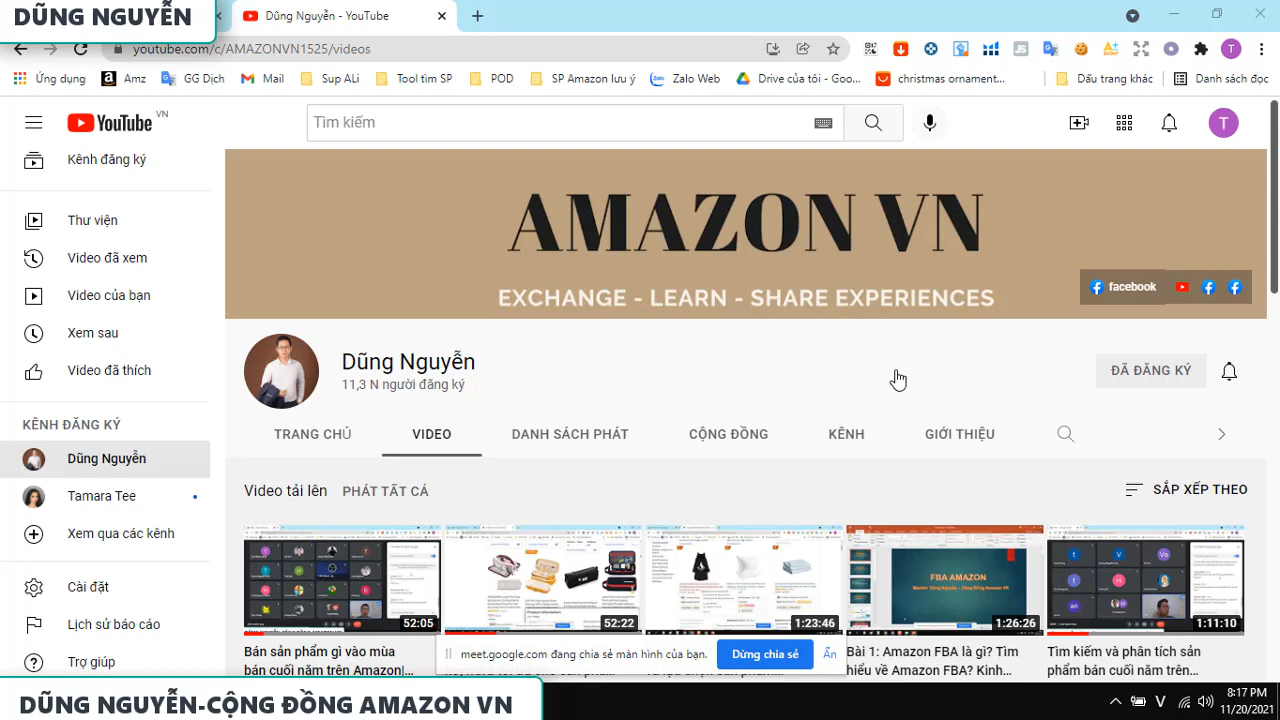 DŨNG NGUYỄN
Dũng Nguyễn - YouTube
youtube.com/c/AMAZONVN1525/videos
Ứng dụng
Amz
GG Dịch
Mail
Sup ALi
Tool tìm SP
POD
SP Amazon lưu ý
Zalo Web
Drive của tôi - Goo...
christmas ornament...
Dấu trang khác
Danh sách đọc
YouTube VN
Tìm kiếm
T
Kênh đăng ký
Thư viện
Video đã xem
Video của bạn
Xem sau
Video đã thích
KÊNH ĐĂNG KÝ
Dũng Nguyễn
Tamara Tee
Xem qua các kênh
Cài đặt
Lịch sử báo cáo
Trợ giúp
AMAZON VN
EXCHANGE - LEARN - SHARE EXPERIENCES
facebook
Dũng Nguyễn
11,3 N người đăng ký
ĐÃ ĐĂNG KÝ
TRANG CHỦ
VIDEO
DANH SÁCH PHÁT
CỘNG ĐỒNG
KÊNH
GIỚI THIỆU
Video tải lên
PHÁT TẤT CẢ
SẮP XẾP THEO
52:05
52:22
1:23:46
FBA AMAZON
1:26:26
1:11:10
Bán sản phẩm gì vào mùa
bán cuối năm trên Amazon|
Bài 1: Amazon FBA là gì? Tìm
hiểu về Amazon FBA? Kinh...
Tìm kiếm và phân tích sản
phẩm bán cuối năm trên...
meet.google.com đang chia sẻ màn hình của bạn.
Dừng chia sẻ
Ẩn
DŨNG NGUYỄN-CỘNG ĐỒNG AMAZON VN
V
8:17 PM
11/20/2021